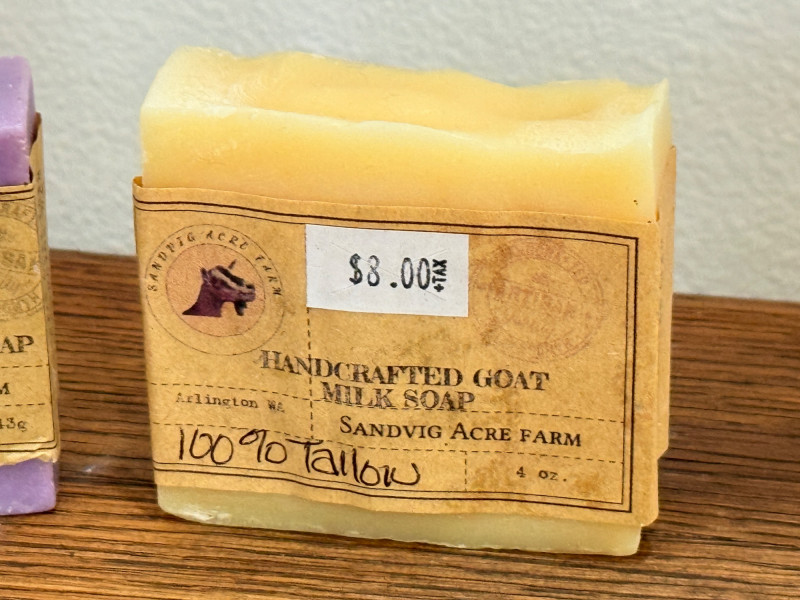 SANDVIG ACRE FARM
$8.00 +TAX
HANDCRAFTED GOAT
MILK SOAP
Arlington WA
SANDVIG ACRE FARM
100% Tallow
4 oz.
AP
M
13g